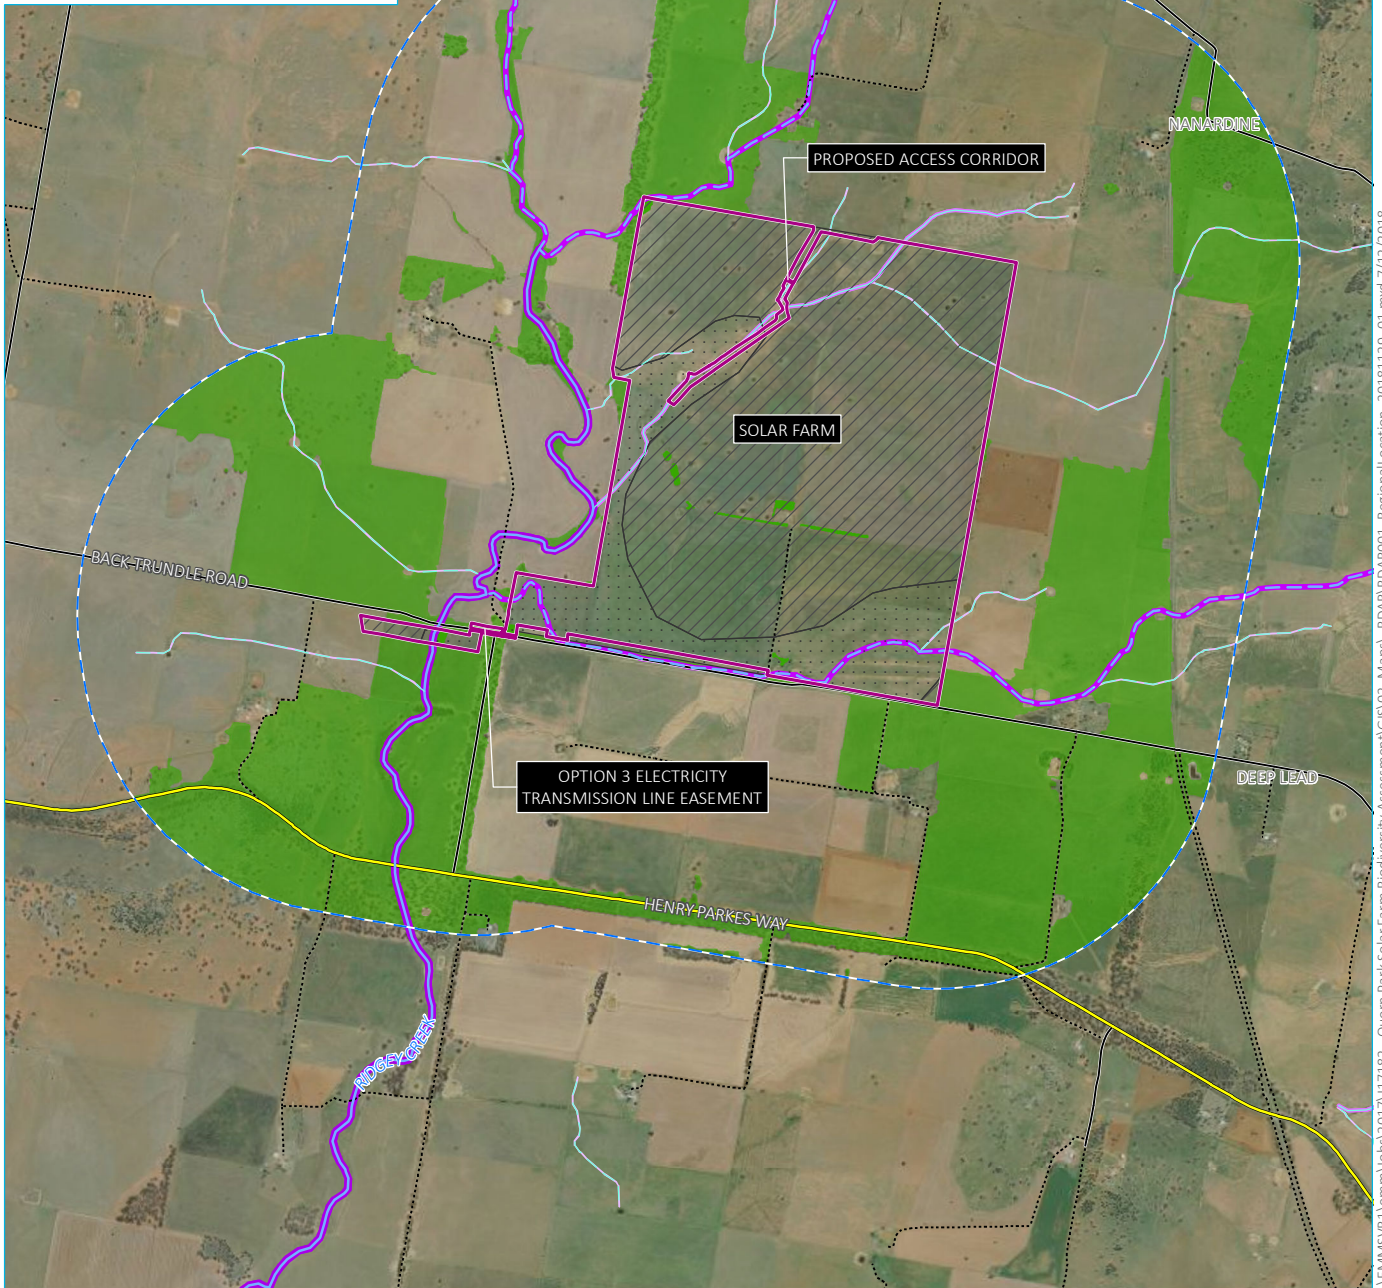 NANARDINE
PROPOSED ACCESS CORRIDOR
SOLAR FARM
BACK TRUNDLE ROAD
OPTION 3 ELECTRICITY
TRANSMISSION LINE EASEMENT
DEEP LEAD
HENRY PARKES WAY
RIDGEY CREEK